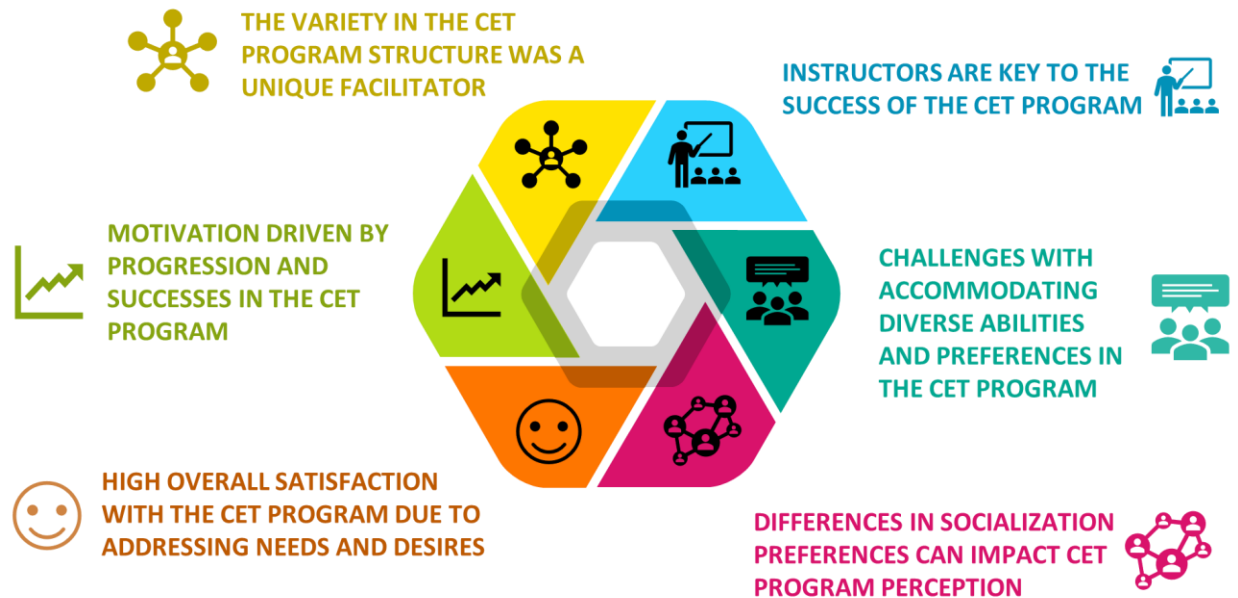 THE VARIETY IN THE CET
PROGRAM STRUCTURE WAS A
UNIQUE FACILITATOR
INSTRUCTORS ARE KEY TO THE
SUCCESS OF THE CET PROGRAM
MOTIVATION DRIVEN BY
PROGRESSION AND
SUCCESSES IN THE CET
PROGRAM
CHALLENGES WITH
ACCOMMODATING
DIVERSE ABILITIES
AND PREFERENCES IN
THE CET PROGRAM
HIGH OVERALL SATISFACTION
WITH THE CET PROGRAM DUE TO
ADDRESSING NEEDS AND DESIRES
DIFFERENCES IN SOCIALIZATION
PREFERENCES CAN IMPACT CET
PROGRAM PERCEPTION